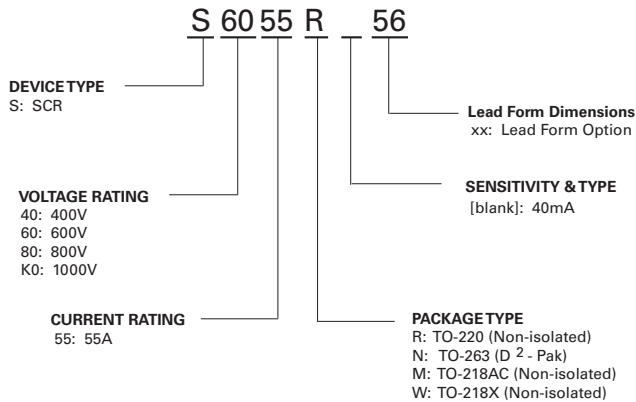 S 60 55 R 56
DEVICE TYPE
S: SCR
Lead Form Dimensions
xx: Lead Form Option
VOLTAGE RATING
40: 400V
60: 600V
80: 800V
K0: 1000V
SENSITIVITY & TYPE
[blank]: 40mA
CURRENT RATING
55: 55A
PACKAGE TYPE
R: TO-220 (Non-isolated)
N: TO-263 (D 2 - Pak)
M: TO-218AC (Non-isolated)
W: TO-218X (Non-isolated)